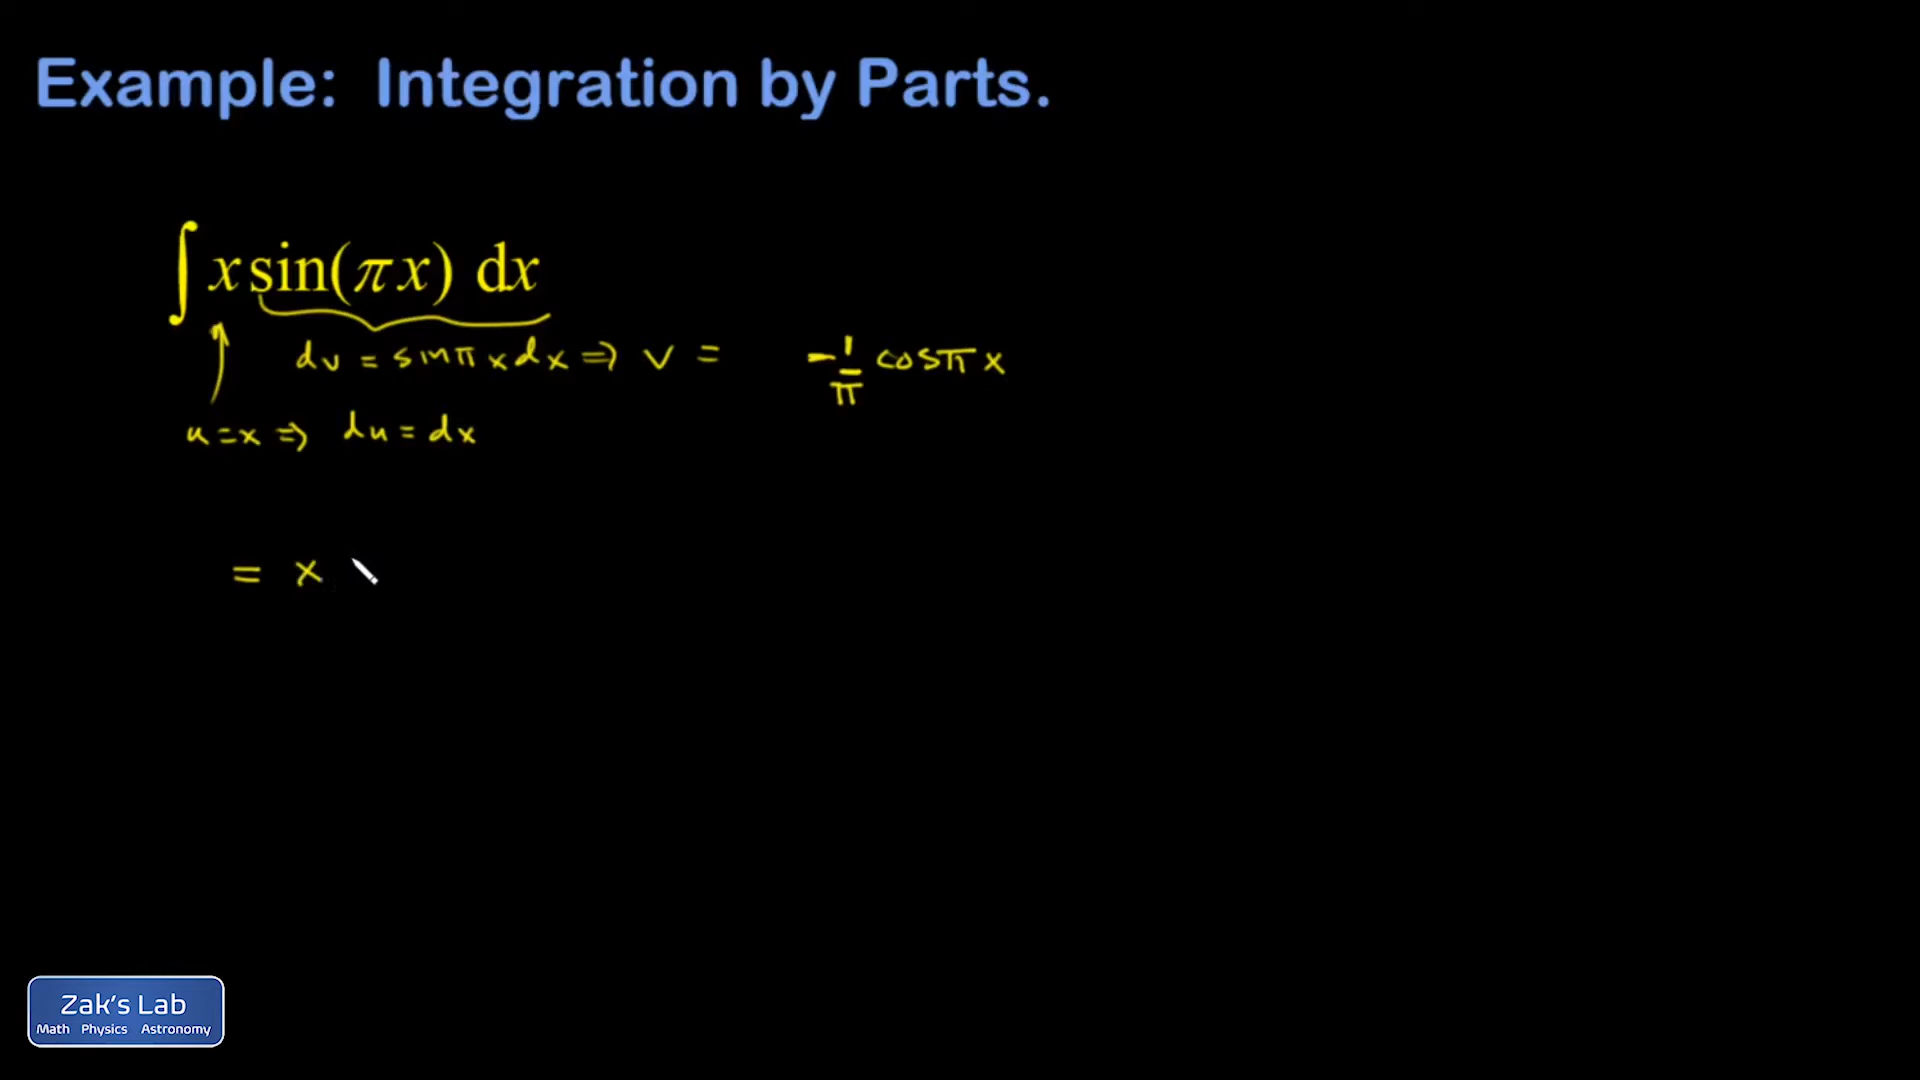 Example: Integration by Parts.
∫ x sin(πx) dx
dv = sin πx dx ⇒ v = -1/π cos πx
u = x ⇒ du = dx
= x
Zak's Lab
Math Physics Astronomy